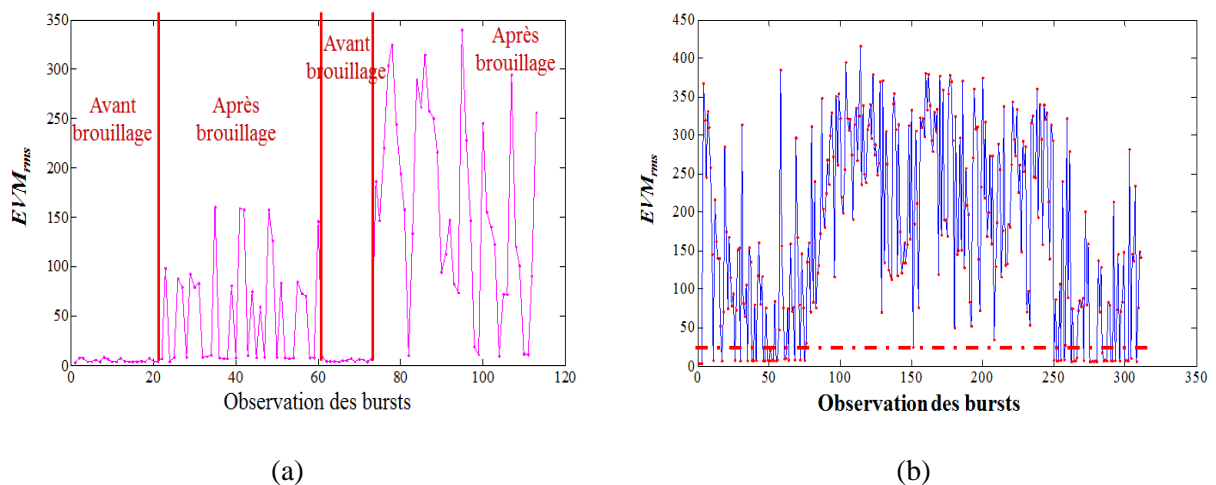 350
300
250
200
150
100
50
0
EVMrms
Avant
brouillage
Après
brouillage
Avant
brouillage
Après
brouillage
0 20 40 60 80 100 120
Observation des bursts
(a)
450
400
350
300
250
200
150
100
50
0
EVMrms
0 50 100 150 200 250 300 350
Observation des bursts
(b)